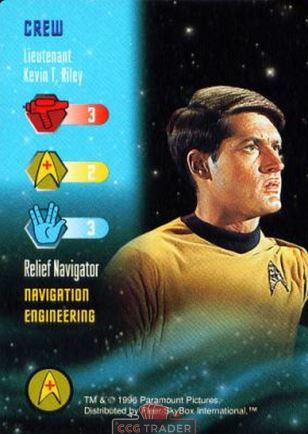 CREW
Lieutenant
Kevin T. Riley
3
2
3
Relief Navigator
NAVIGATION
ENGINEERING
TM & © 1996 Paramount Pictures.
Distributed by Fleer/SkyBox International.™
CCG TRADER